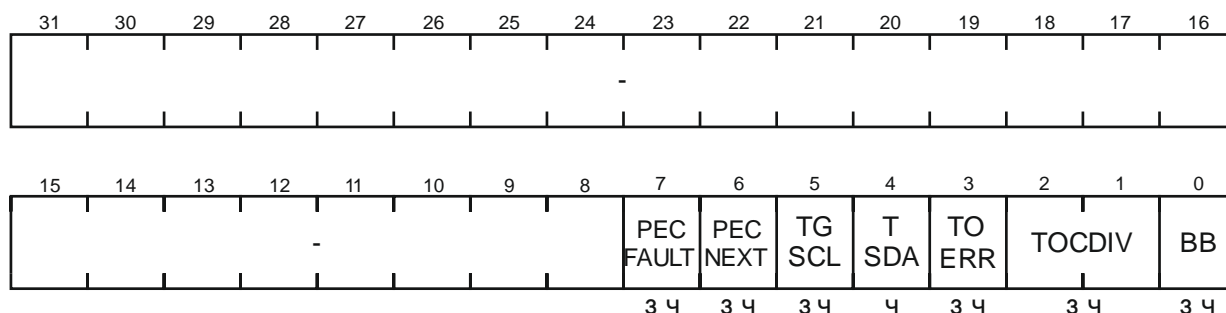 31 30 29 28 27 26 25 24 23 22 21 20 19 18 17 16
-
15 14 13 12 11 10 9 8 7 6 5 4 3 2 1 0
PEC PEC TG T TO
- FAULT NEXT SCL SDA ERR TOCDIV BB
З Ч З Ч З Ч Ч З Ч З Ч З Ч